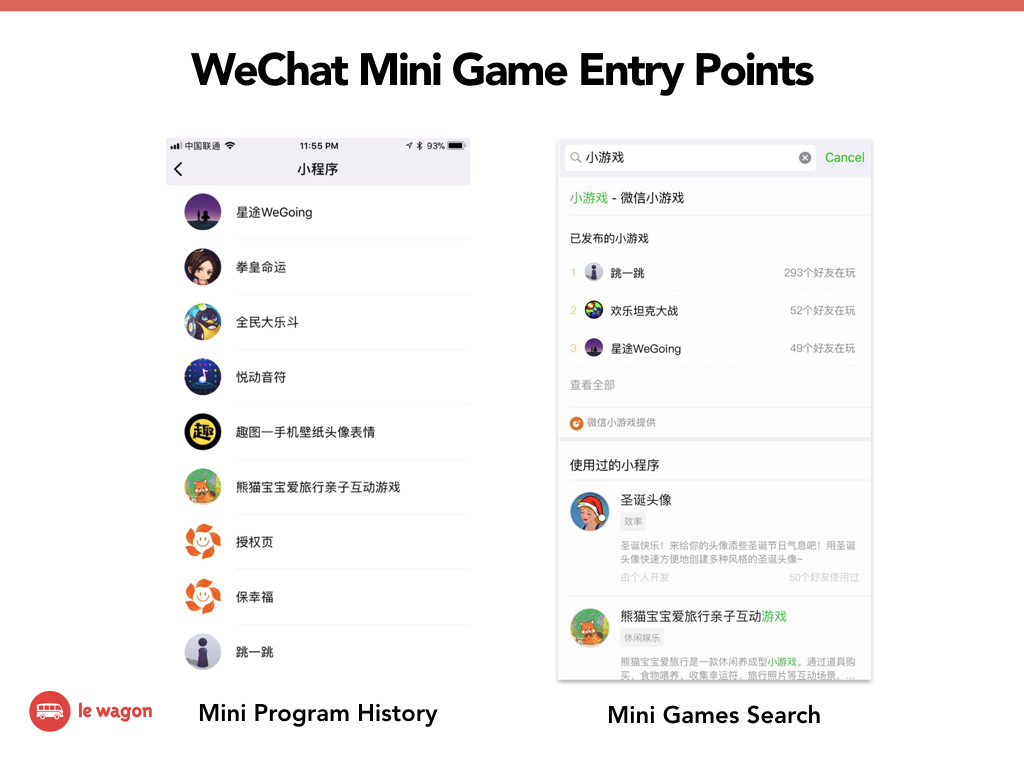 WeChat Mini Game Entry Points
中国联通
11:55 PM
93%
小程序
星途WeGoing
拳皇命运
全民大乐斗
悦动音符
趣
趣图一手机壁纸头像表情
熊猫宝宝爱旅行亲子互动游戏
授权页
保幸福
跳一跳
小游戏
Cancel
小游戏 - 微信小游戏
已发布的小游戏
1 跳一跳 293个好友在玩
2 欢乐坦克大战 52个好友在玩
3 星途WeGoing 49个好友在玩
查看全部
微信小游戏提供
使用过的小程序
圣诞头像
效率
圣诞快乐！来给你的头像添些圣诞节日气息吧！用圣诞
头像快速方便地创建多种风格的圣诞头像~
由个人开发 50个好友使用过
熊猫宝宝爱旅行亲子互动游戏
休闲娱乐
熊猫宝宝爱旅行是一款休闲养成型小游戏。通过道具购
买、食物喂养、收集幸运符、旅行照片等互动场景、...
le wagon
Mini Program History
Mini Games Search